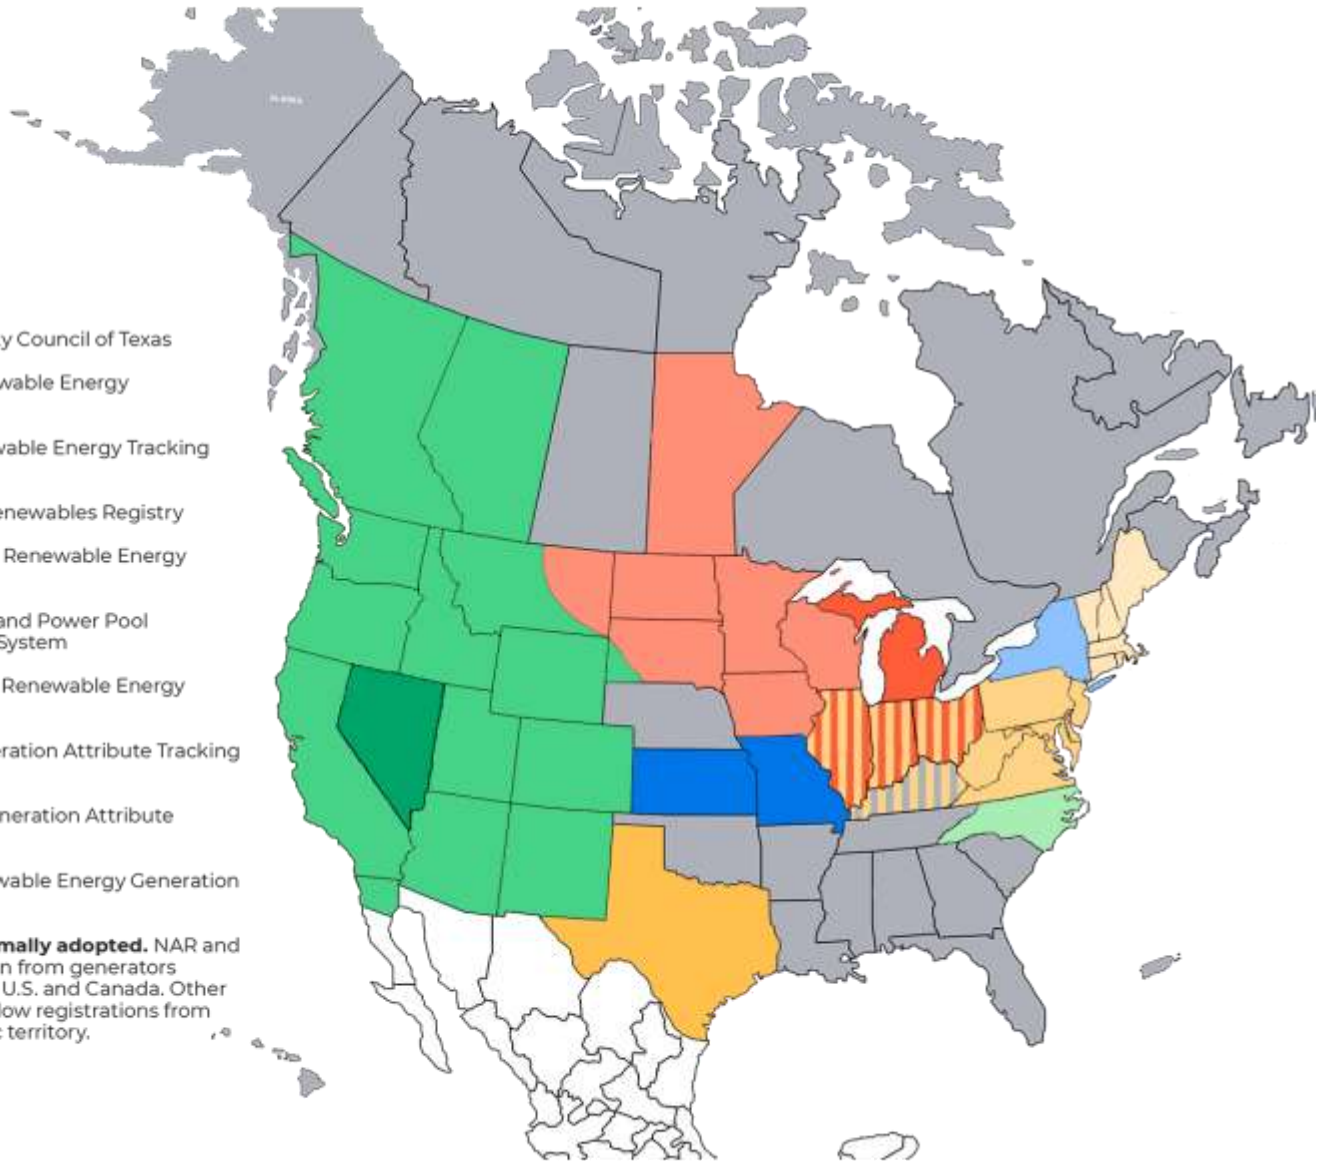 y Council of Texas
wable Energy
wable Energy Tracking
enewables Registry
Renewable Energy
and Power Pool
System
Renewable Energy
eration Attribute Tracking
neration Attribute
wable Energy Generation
mally adopted. NAR and
n from generators
U.S. and Canada. Other
low registrations from
c territory.